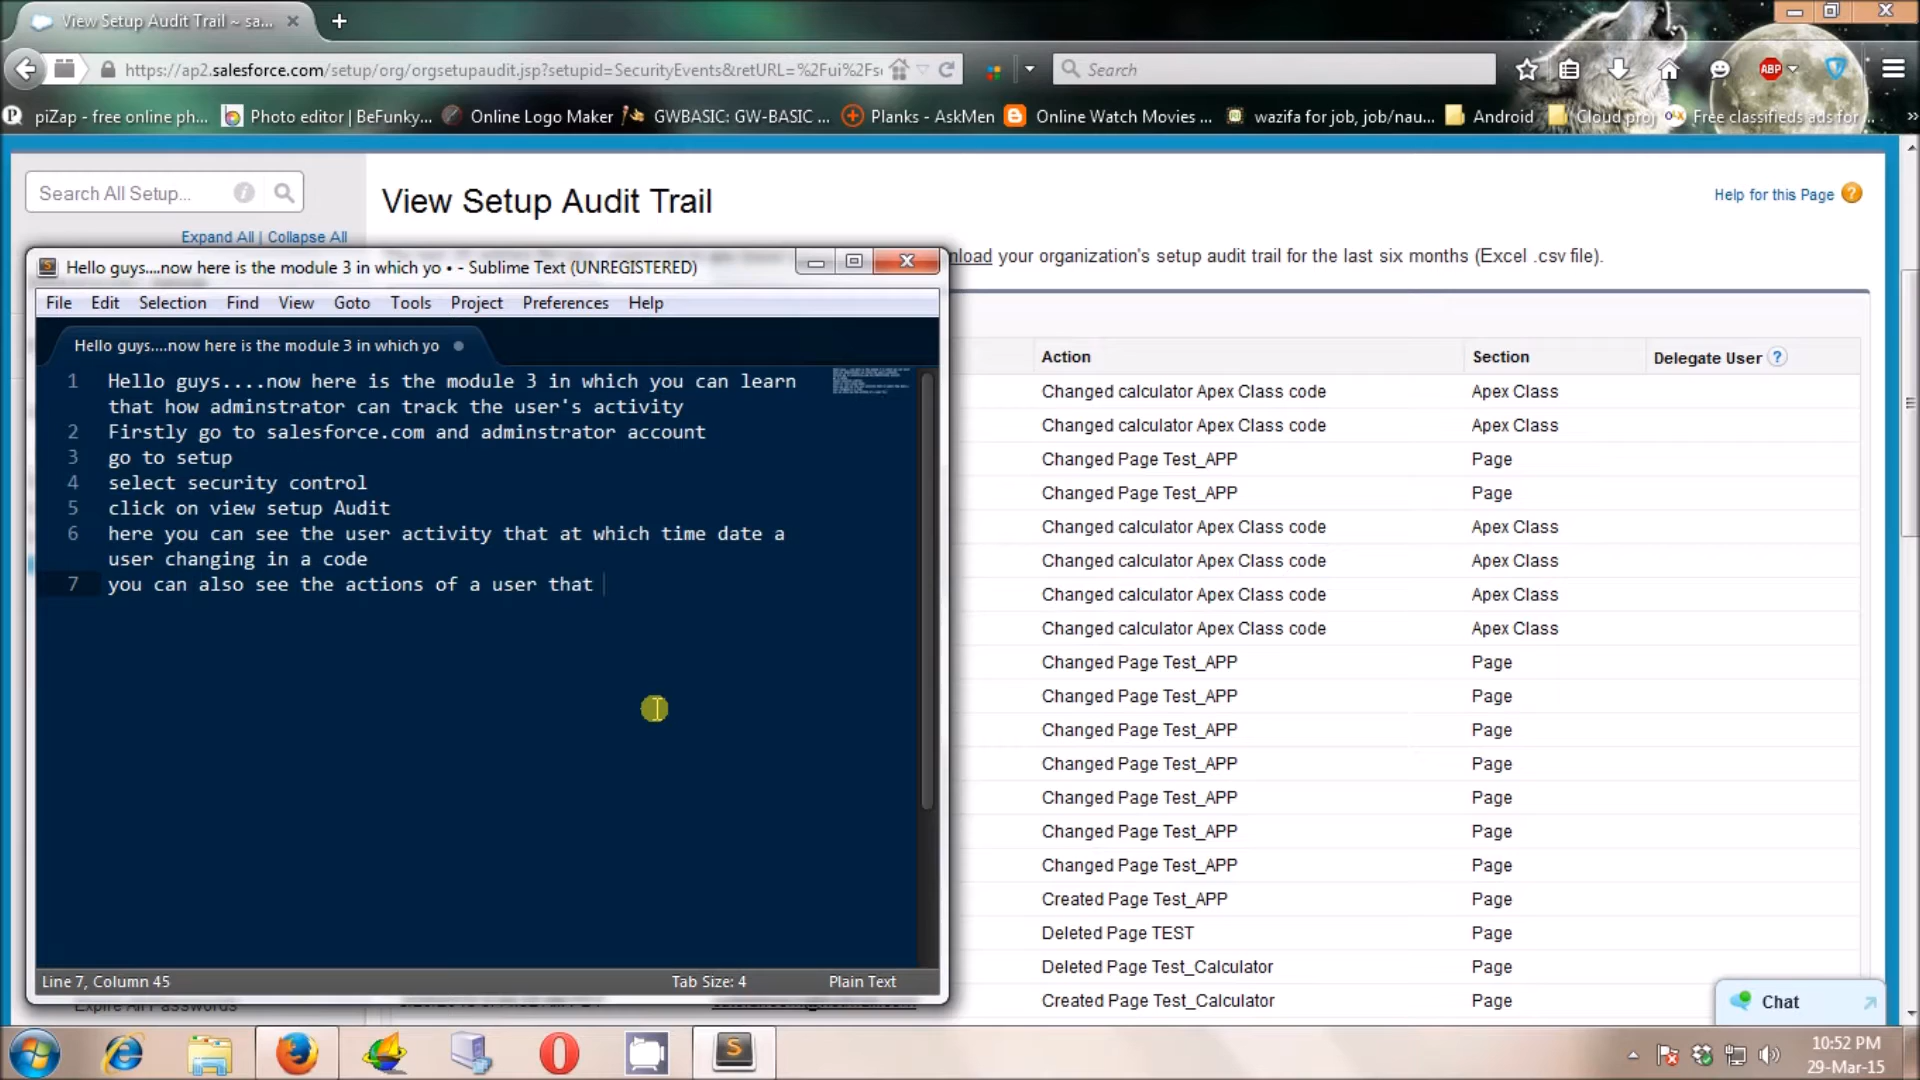 View Setup Audit Trail ~ sa...
https://ap2.salesforce.com/setup/org/orgsetupaudit.jsp?setupid=SecurityEvents&retURL=%2Fui%2Fs
Search
ABP
piZap - free online ph...
Photo editor | BeFunky...
Online Logo Maker
GWBASIC: GW-BASIC ...
Planks - AskMen
Online Watch Movies ...
wazifa for job, job/nau...
Android
Cloud proj
Free classifieds ads for ...
Search All Setup...
Expand All | Collapse All
View Setup Audit Trail
Help for this Page
nload your organization's setup audit trail for the last six months (Excel .csv file).
Hello guys....now here is the module 3 in which yo • - Sublime Text (UNREGISTERED)
File Edit Selection Find View Goto Tools Project Preferences Help
Hello guys....now here is the module 3 in which yo
1 Hello guys....now here is the module 3 in which you can learn
that how adminstrator can track the user's activity
2 Firstly go to salesforce.com and adminstrator account
3 go to setup
4 select security control
5 click on view setup Audit
6 here you can see the user activity that at which time date a
user changing in a code
7 you can also see the actions of a user that
Line 7, Column 45
Tab Size: 4
Plain Text
Expire All Passwords
Action Section Delegate User ?
Changed calculator Apex Class code Apex Class
Changed calculator Apex Class code Apex Class
Changed Page Test_APP Page
Changed Page Test_APP Page
Changed calculator Apex Class code Apex Class
Changed calculator Apex Class code Apex Class
Changed calculator Apex Class code Apex Class
Changed calculator Apex Class code Apex Class
Changed Page Test_APP Page
Changed Page Test_APP Page
Changed Page Test_APP Page
Changed Page Test_APP Page
Changed Page Test_APP Page
Changed Page Test_APP Page
Changed Page Test_APP Page
Created Page Test_APP Page
Deleted Page TEST Page
Deleted Page Test_Calculator Page
Created Page Test_Calculator Page
Chat
10:52 PM
29-Mar-15